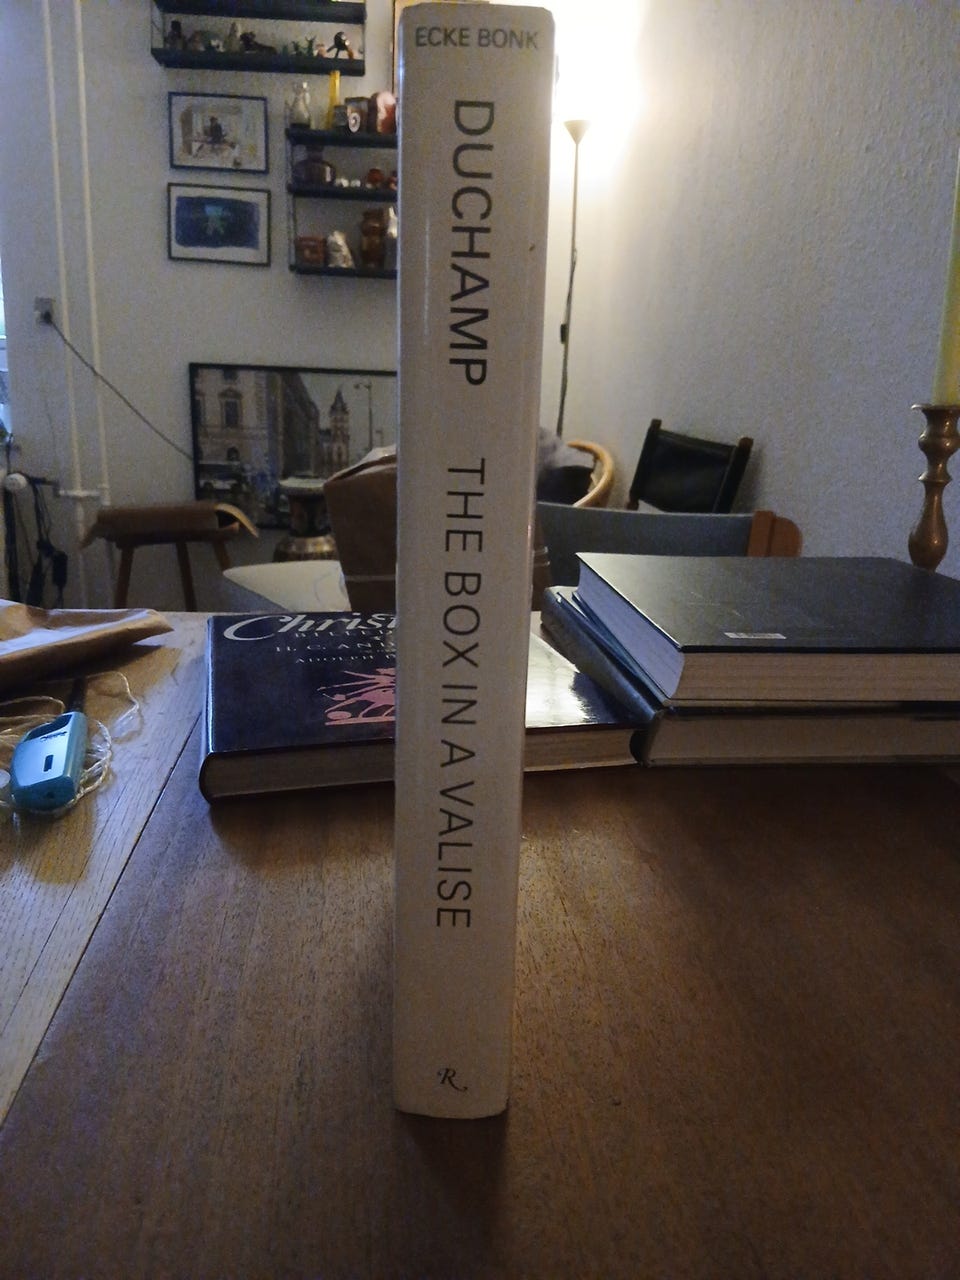 ECKE BONK
DUCHAMP THE BOX IN A VALISE
R